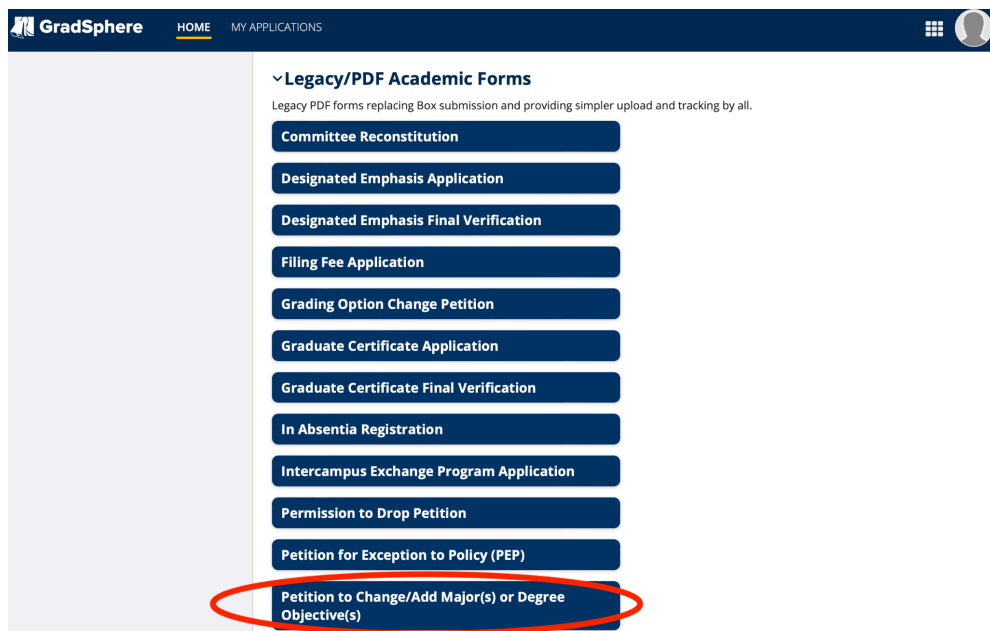 GradSphere HOME MY APPLICATIONS
Legacy/PDF Academic Forms
Legacy PDF forms replacing Box submission and providing simpler upload and tracking by all.
Committee Reconstitution
Designated Emphasis Application
Designated Emphasis Final Verification
Filing Fee Application
Grading Option Change Petition
Graduate Certificate Application
Graduate Certificate Final Verification
In Absentia Registration
Intercampus Exchange Program Application
Permission to Drop Petition
Petition for Exception to Policy (PEP)
Petition to Change/Add Major(s) or Degree
Objective(s)